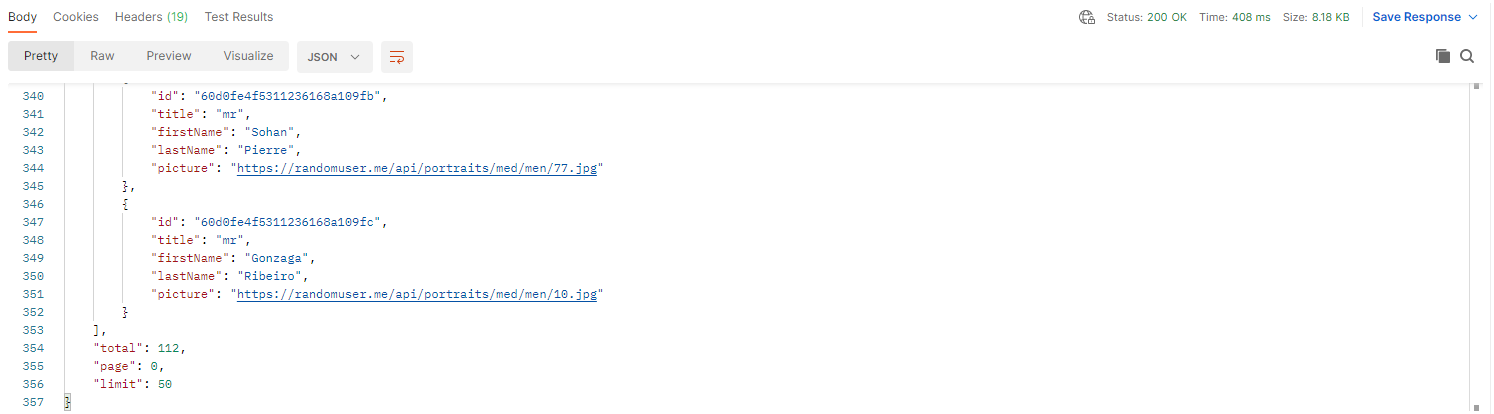 Body Cookies Headers (19) Test Results Status: 200 OK Time: 408 ms Size: 8.18 KB Save Response
Pretty Raw Preview Visualize JSON
340 "id": "60d0fe4f5311236168a109fb",
341 "title": "mr",
342 "firstName": "Sohan",
343 "lastName": "Pierre",
344 "picture": "https://randomuser.me/api/portraits/med/men/77.jpg"
345 },
346 {
347 "id": "60d0fe4f5311236168a109fc",
348 "title": "mr",
349 "firstName": "Gonzaga",
350 "lastName": "Ribeiro",
351 "picture": "https://randomuser.me/api/portraits/med/men/10.jpg"
352 }
353 ],
354 "total": 112,
355 "page": 0,
356 "limit": 50
357 }